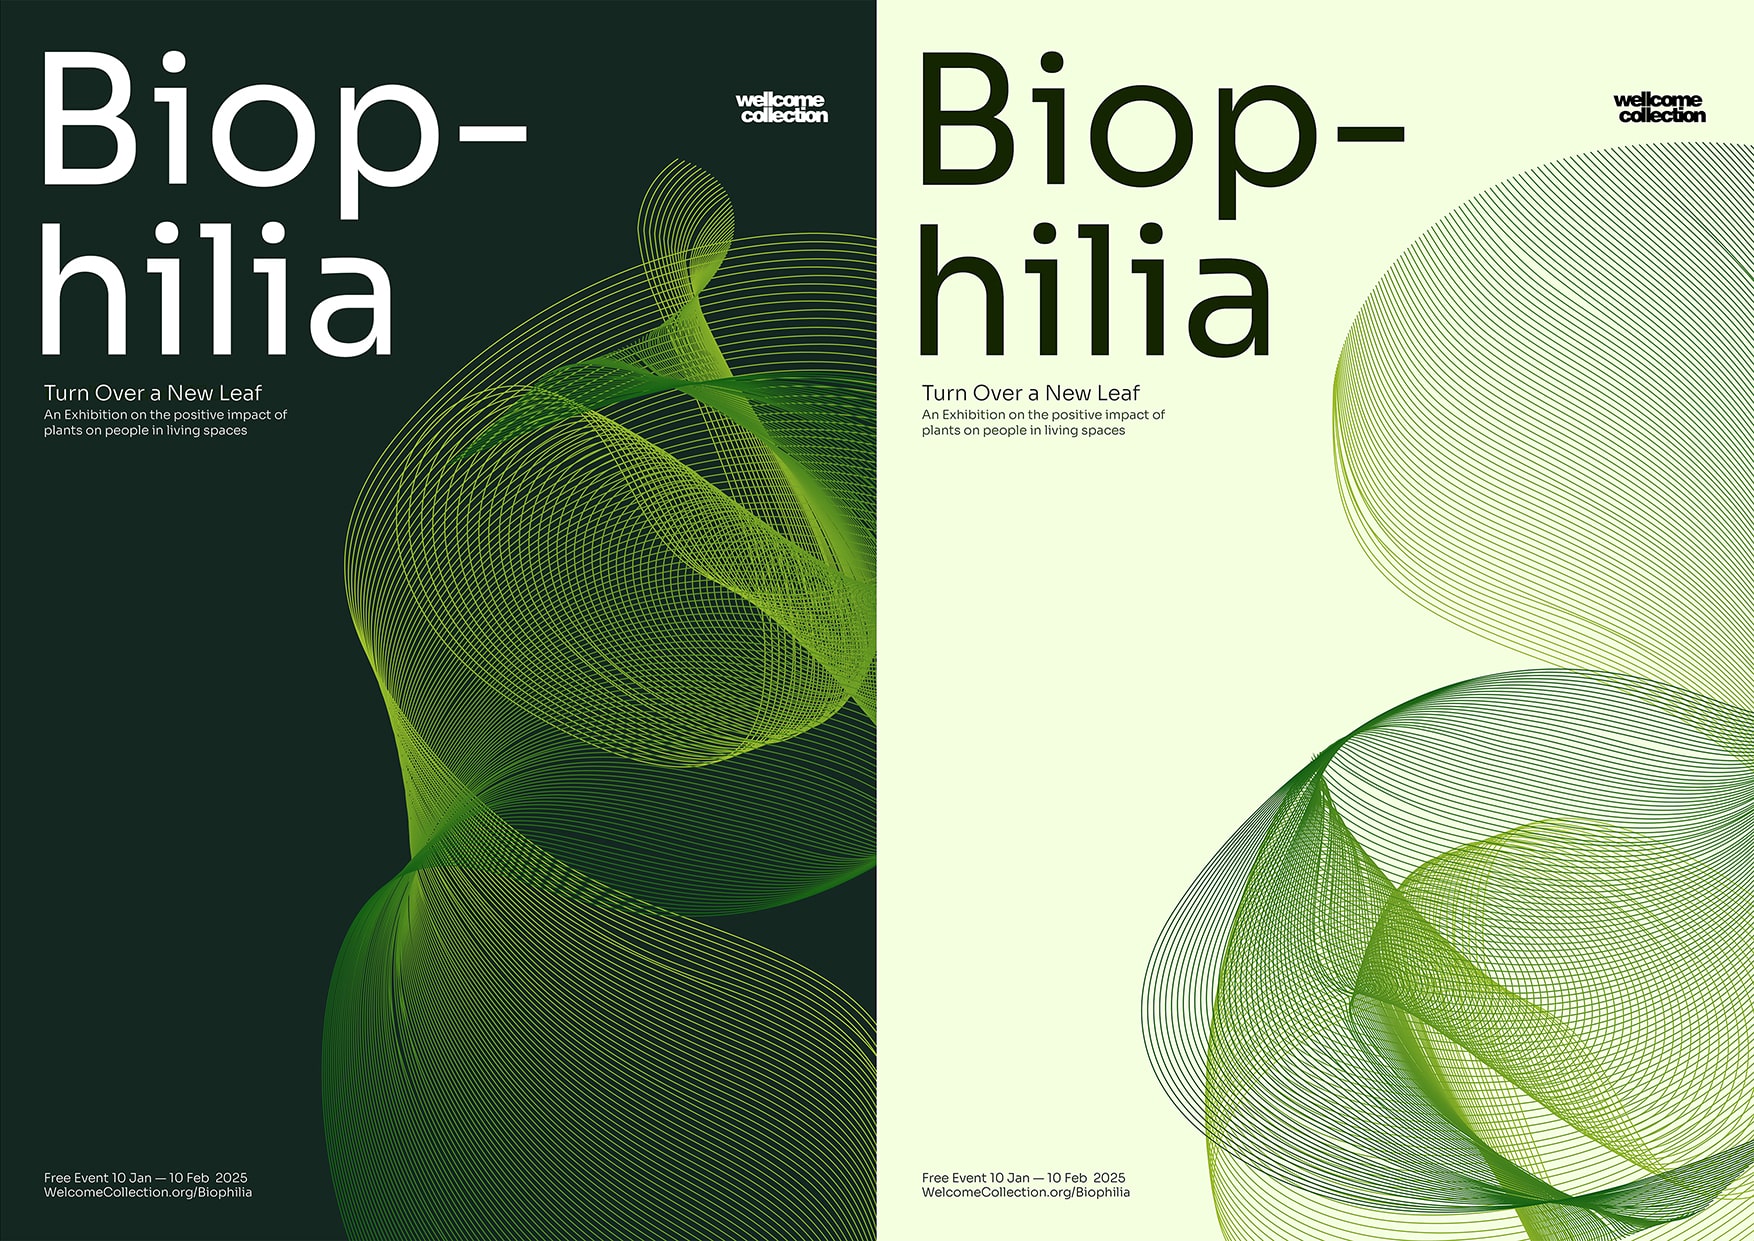 Biop-
hilia
wellcome
collection
Turn Over a New Leaf
An Exhibition on the positive impact of
plants on people in living spaces
Free Event 10 Jan — 10 Feb 2025
WelcomeCollection.org/Biophilia
Biop-
hilia
wellcome
collection
Turn Over a New Leaf
An Exhibition on the positive impact of
plants on people in living spaces
Free Event 10 Jan — 10 Feb 2025
WelcomeCollection.org/Biophilia